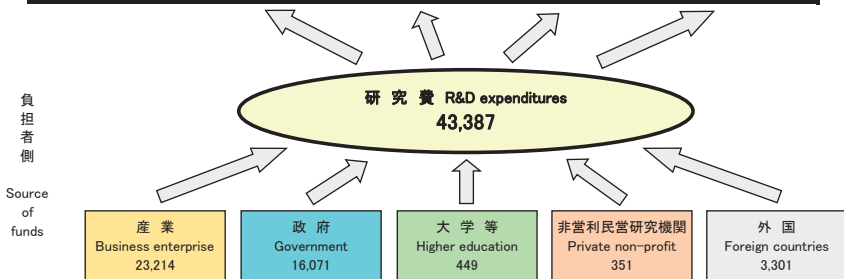 研 究 費 R&D expenditures
43,387
負
担
者
側
Source
of
funds
産 業
Business enterprise
23,214
政 府
Government
16,071
大 学 等
Higher education
449
非営利民営研究機関
Private non-profit
351
外 国
Foreign countries
3,301